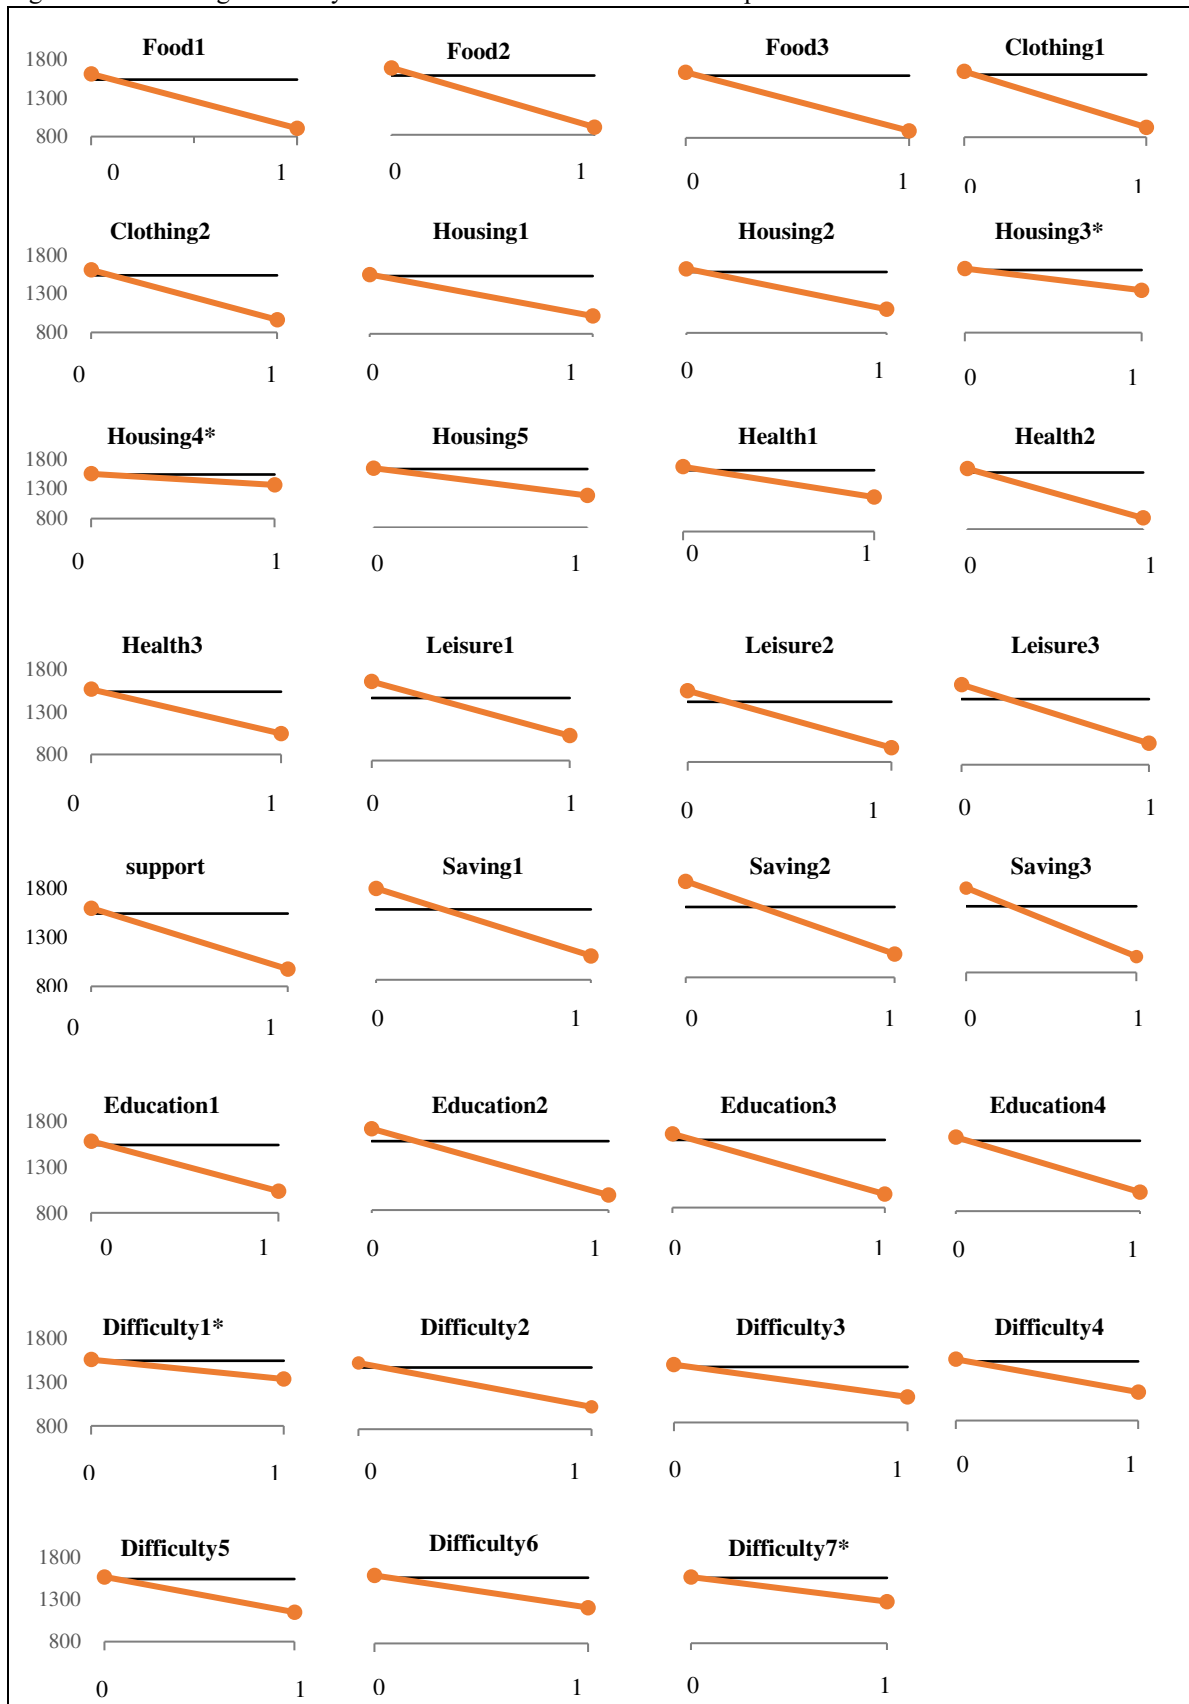 Food1 Food2 Food3 Clothing1
1800
1300
800
0 1 0 1 0 1 0 1
Clothing2 Housing1 Housing2 Housing3*
1800
1300
800
0 1 0 1 0 1 0 1
Housing4* Housing5 Health1 Health2
1800
1300
800
0 1 0 1 0 1 0 1
Health3 Leisure1 Leisure2 Leisure3
1800
1300
800
0 1 0 1 0 1 0 1
support Saving1 Saving2 Saving3
1800
1300
800
0 1 0 1 0 1 0 1
Education1 Education2 Education3 Education4
1800
1300
800
0 1 0 1 0 1 0 1
Difficulty1* Difficulty2 Difficulty3 Difficulty4
1800
1300
800
0 1 0 1 0 1 0 1
Difficulty5 Difficulty6 Difficulty7*
1800
1300
800
0 1 0 1 0 1